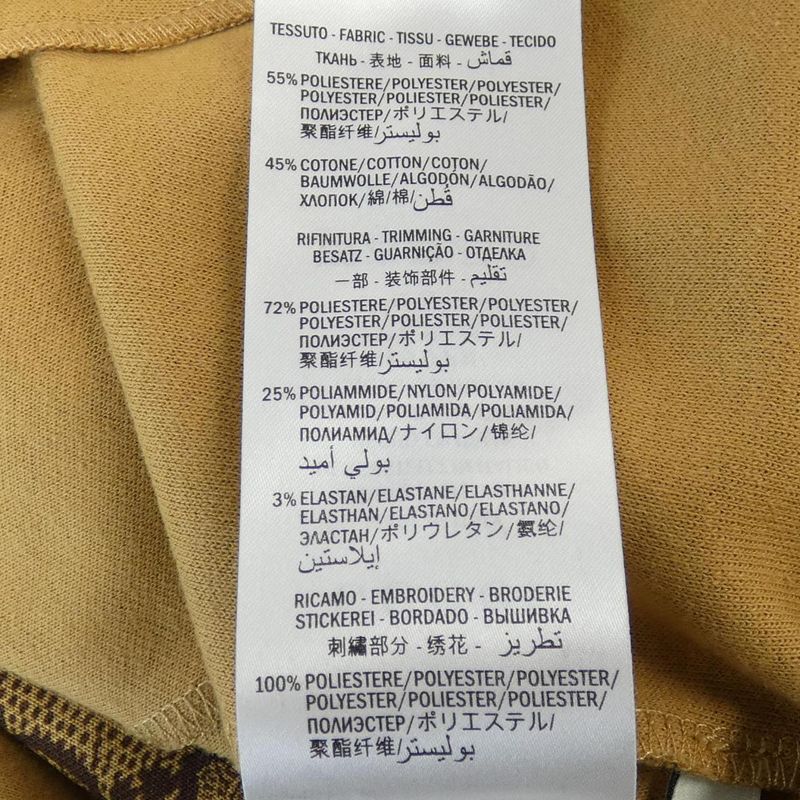 TESSUTO - FABRIC - TISSU - GEWEBE - TECIDO
ТКАНЬ - 表地 - 面料 - قماش
55% POLIESTERE/POLYESTER/POLYESTER/
POLYESTER/POLIESTER/POLIESTER/
ПОЛИЭСТЕР/ポリエステル/
聚酯纤维/بوليستر
45% COTONE/COTTON/COTON/
BAUMWOLLE/ALGODÓN/ALGODÃO/
ХЛОПОК/綿/棉/قطن
RIFINITURA - TRIMMING - GARNITURE
BESATZ - GUARNIÇÃO - ОТДЕЛКА
一部 - 装饰部件 - تقليم
72% POLIESTERE/POLYESTER/POLYESTER/
POLYESTER/POLIESTER/POLIESTER/
ПОЛИЭСТЕР/ポリエステル/
聚酯纤维/بوليستر
25% POLIAMMIDE/NYLON/POLYAMIDE/
POLYAMID/POLIAMIDA/POLIAMIDA/
ПОЛИАМИД/ナイロン/锦纶/
بولي أميد
3% ELASTAN/ELASTANE/ELASTHANNE/
ELASTHAN/ELASTANO/ELASTANO/
ЭЛАСТАН/ポリウレタン/氨纶/
إيلاستين
RICAMO - EMBROIDERY - BRODERIE
STICKEREI - BORDADO - ВЫШИВКА
刺繡部分 - 绣花 - تطريز
100% POLIESTERE/POLYESTER/POLYESTER/
POLYESTER/POLIESTER/POLIESTER/
ПОЛИЭСТЕР/ポリエステル/
聚酯纤维/بوليستر